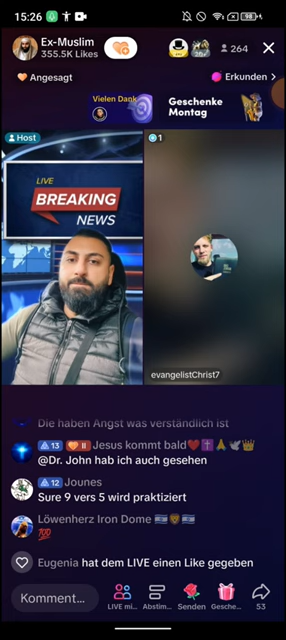 15:26
98
Ex-Muslim
355.5K Likes
264
Angesagt
Erkunden >
Vielen Dank
Geschenke
Montag
Host
1
LIVE
BREAKING
NEWS
evangelistChrist7
Die haben Angst was verständlich ist
13 II Jesus kommt bald❤️✝️🙏🕊️👑
@Dr. John hab ich auch gesehen
12 Jounes
Sure 9 vers 5 wird praktiziert
Löwenherz Iron Dome 🇮🇱🦁🇮🇱
💯
Eugenia hat dem LIVE einen Like gegeben
Komment...
LIVE mi...
Abstim...
Senden
Gesche...
53